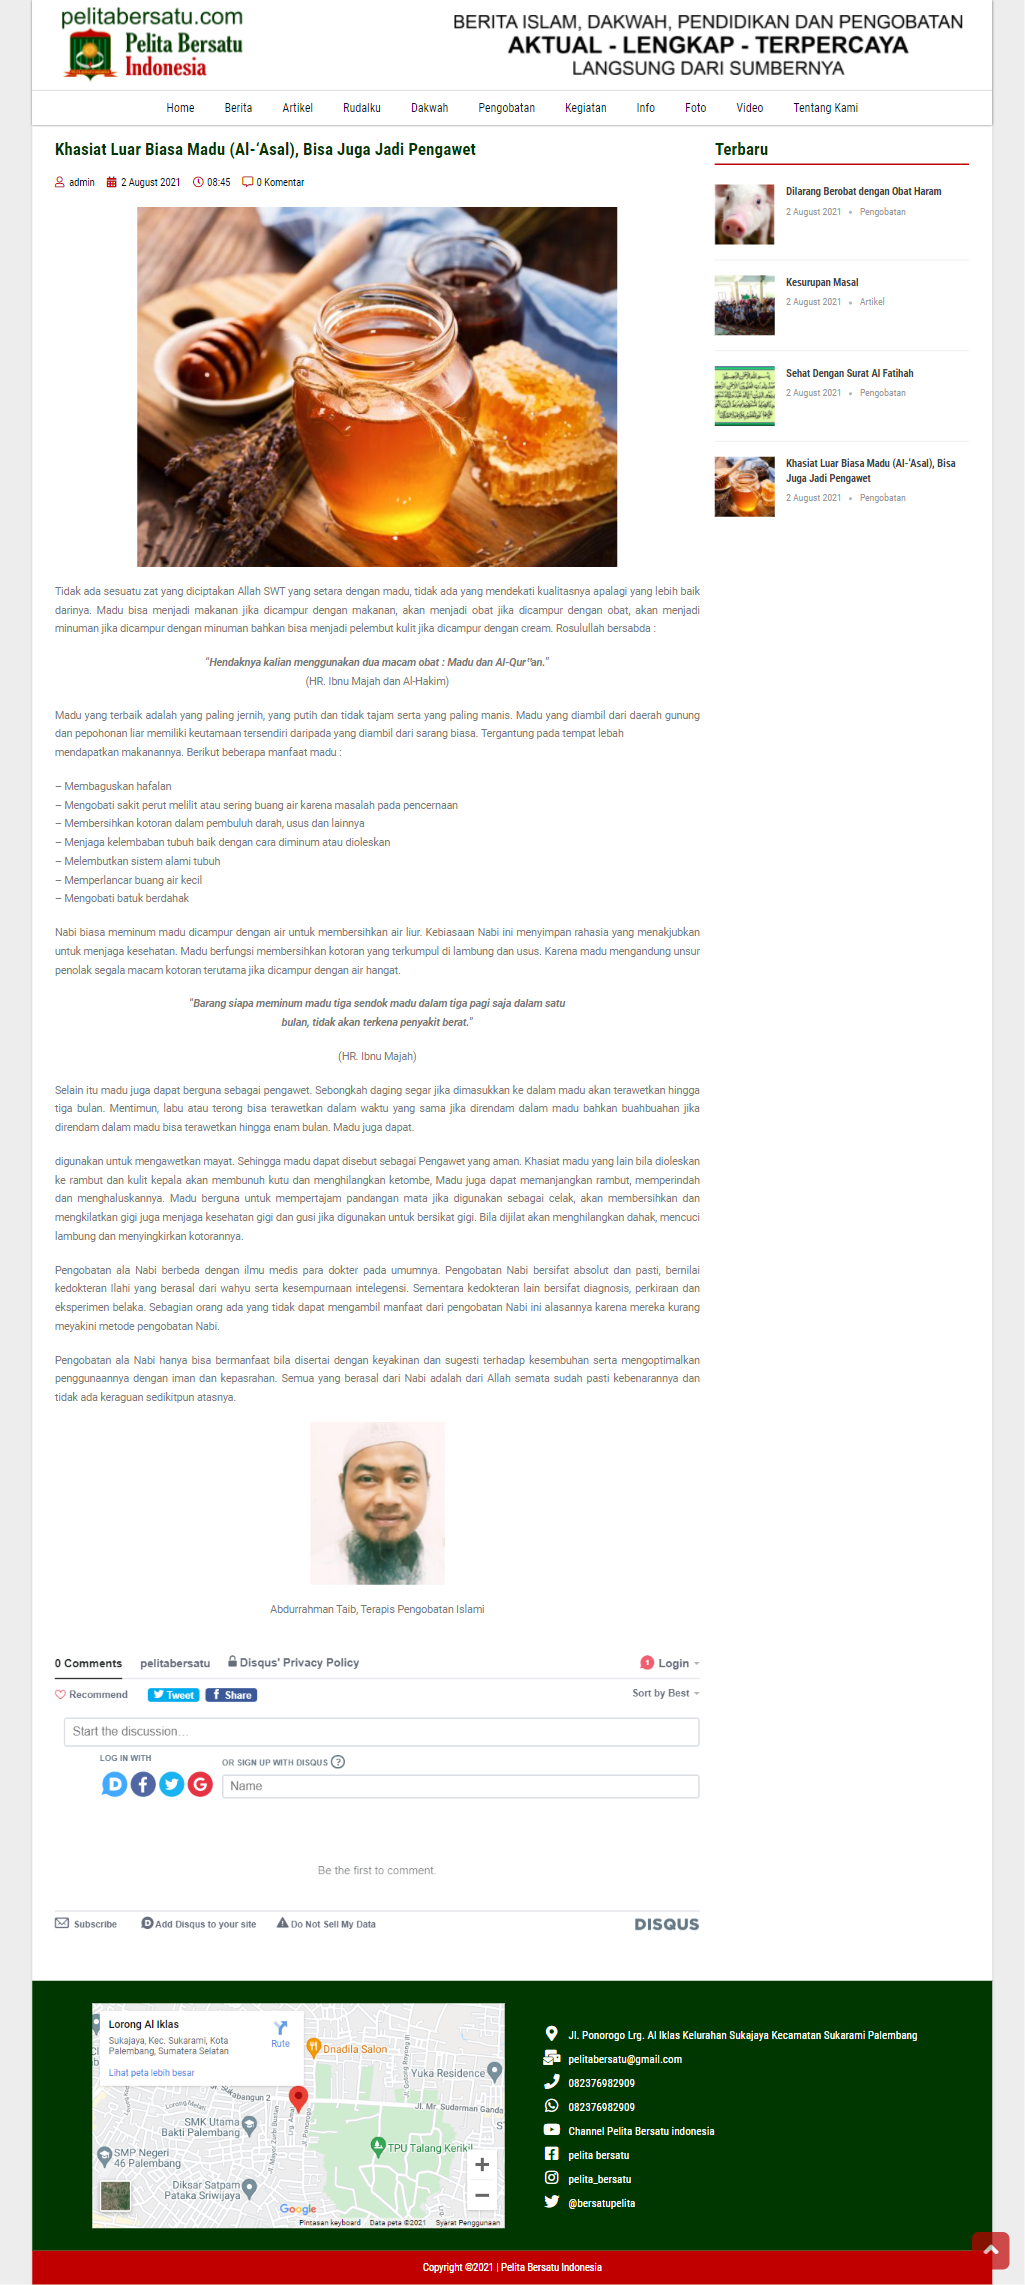 pelitabersatu.com
Pelita Bersatu
Indonesia
BERITA ISLAM, DAKWAH, PENDIDIKAN DAN PENGOBATAN
AKTUAL - LENGKAP - TERPERCAYA
LANGSUNG DARI SUMBERNYA
Home Berita Artikel Rudalku Dakwah Pengobatan Kegiatan Info Foto Video Tentang Kami
Khasiat Luar Biasa Madu (Al-‘Asal), Bisa Juga Jadi Pengawet
admin 2 August 2021 08:45 0 Komentar
Tidak ada sesuatu zat yang diciptakan Allah SWT yang setara dengan madu, tidak ada yang mendekati kualitasnya apalagi yang lebih baik
darinya. Madu bisa menjadi makanan jika dicampur dengan makanan, akan menjadi obat jika dicampur dengan obat, akan menjadi
minuman jika dicampur dengan minuman bahkan bisa menjadi pelembut kulit jika dicampur dengan cream. Rosulullah bersabda :
"Hendaknya kalian menggunakan dua macam obat : Madu dan Al-Qur‟an."
(HR. Ibnu Majah dan Al-Hakim)
Madu yang terbaik adalah yang paling jernih, yang putih dan tidak tajam serta yang paling manis. Madu yang diambil dari daerah gunung
dan pepohonan liar memiliki keutamaan tersendiri daripada yang diambil dari sarang biasa. Tergantung pada tempat lebah
mendapatkan makanannya. Berikut beberapa manfaat madu :
– Membaguskan hafalan
– Mengobati sakit perut melilit atau sering buang air karena masalah pada pencernaan
– Membersihkan kotoran dalam pembuluh darah, usus dan lainnya
– Menjaga kelembaban tubuh baik dengan cara diminum atau dioleskan
– Melembutkan sistem alami tubuh
– Memperlancar buang air kecil
– Mengobati batuk berdahak
Nabi biasa meminum madu dicampur dengan air untuk membersihkan air liur. Kebiasaan Nabi ini menyimpan rahasia yang menakjubkan
untuk menjaga kesehatan. Madu berfungsi membersihkan kotoran yang terkumpul di lambung dan usus. Karena madu mengandung unsur
penolak segala macam kotoran terutama jika dicampur dengan air hangat.
"Barang siapa meminum madu tiga sendok madu dalam tiga pagi saja dalam satu
bulan, tidak akan terkena penyakit berat."
(HR. Ibnu Majah)
Selain itu madu juga dapat berguna sebagai pengawet. Sebongkah daging segar jika dimasukkan ke dalam madu akan terawetkan hingga
tiga bulan. Mentimun, labu atau terong bisa terawetkan dalam waktu yang sama jika direndam dalam madu bahkan buahbuahan jika
direndam dalam madu bisa terawetkan hingga enam bulan. Madu juga dapat.
digunakan untuk mengawetkan mayat. Sehingga madu dapat disebut sebagai Pengawet yang aman. Khasiat madu yang lain bila dioleskan
ke rambut dan kulit kepala akan membunuh kutu dan menghilangkan ketombe, Madu juga dapat memanjangkan rambut, memperindah
dan menghaluskannya. Madu berguna untuk mempertajam pandangan mata jika digunakan sebagai celak, akan membersihkan dan
mengkilatkan gigi juga menjaga kesehatan gigi dan gusi jika digunakan untuk bersikat gigi. Bila dijilat akan menghilangkan dahak, mencuci
lambung dan menyingkirkan kotorannya.
Pengobatan ala Nabi berbeda dengan ilmu medis para dokter pada umumnya. Pengobatan Nabi bersifat absolut dan pasti, bernilai
kedokteran Ilahi yang berasal dari wahyu serta kesempurnaan intelegensi. Sementara kedokteran lain bersifat diagnosis, perkiraan dan
eksperimen belaka. Sebagian orang ada yang tidak dapat mengambil manfaat dari pengobatan Nabi ini alasannya karena mereka kurang
meyakini metode pengobatan Nabi.
Pengobatan ala Nabi hanya bisa bermanfaat bila disertai dengan keyakinan dan sugesti terhadap kesembuhan serta mengoptimalkan
penggunaannya dengan iman dan kepasrahan. Semua yang berasal dari Nabi adalah dari Allah semata sudah pasti kebenarannya dan
tidak ada keraguan sedikitpun atasnya.
Abdurrahman Taib, Terapis Pengobatan Islami
Terbaru
Dilarang Berobat dengan Obat Haram
2 August 2021 • Pengobatan
Kesurupan Masal
2 August 2021 • Artikel
Sehat Dengan Surat Al Fatihah
2 August 2021 • Pengobatan
Khasiat Luar Biasa Madu (Al-‘Asal), Bisa
Juga Jadi Pengawet
2 August 2021 • Pengobatan
0 Comments pelitabersatu Disqus' Privacy Policy 1 Login
Recommend Tweet f Share Sort by Best
Start the discussion…
LOG IN WITH
OR SIGN UP WITH DISQUS ?
Name
Be the first to comment.
Subscribe Add Disqus to your site Do Not Sell My Data DISQUS
Lorong Al Iklas
Sukajaya, Kec. Sukarami, Kota
Palembang, Sumatera Selatan
Rute
Lihat peta lebih besar
Dnadila Salon
Yuka Residence
Sukabangun 2
Lorong Melati
Jl. Mr. Sudarman Ganda
SMK Utama
Bakti Palembang
Jl. Ponorogo
TPU Talang Kerikil
SMP Negeri
46 Palembang
Diksar Satpam
Pataka Sriwijaya
Google
Pintasan keyboard Data peta ©2021 Syarat Penggunaan
Jl. Ponorogo Lrg. Al Iklas Kelurahan Sukajaya Kecamatan Sukarami Palembang
pelitabersatu@gmail.com
082376982909
082376982909
Channel Pelita Bersatu indonesia
pelita bersatu
pelita_bersatu
@bersatupelita
Copyright ©2021 | Pelita Bersatu Indonesia